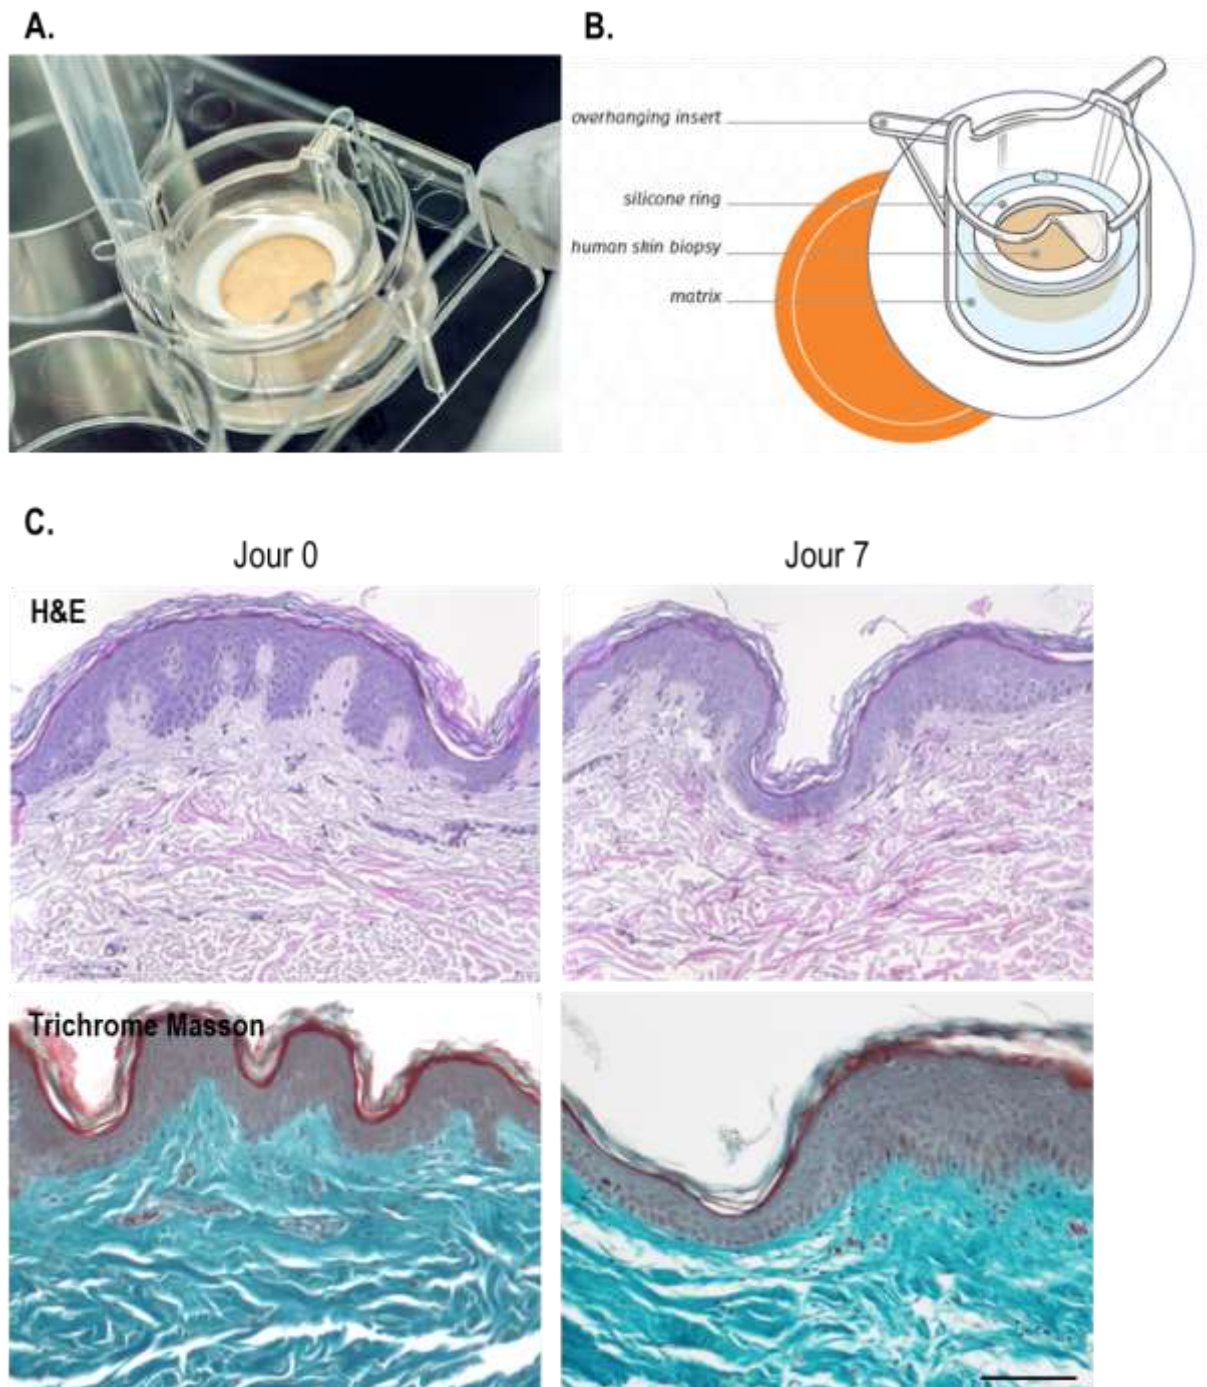 A.
B.
overhanging insert
silicone ring
human skin biopsy
matrix
C.
Jour 0
Jour 7
H&E
Trichrome Masson